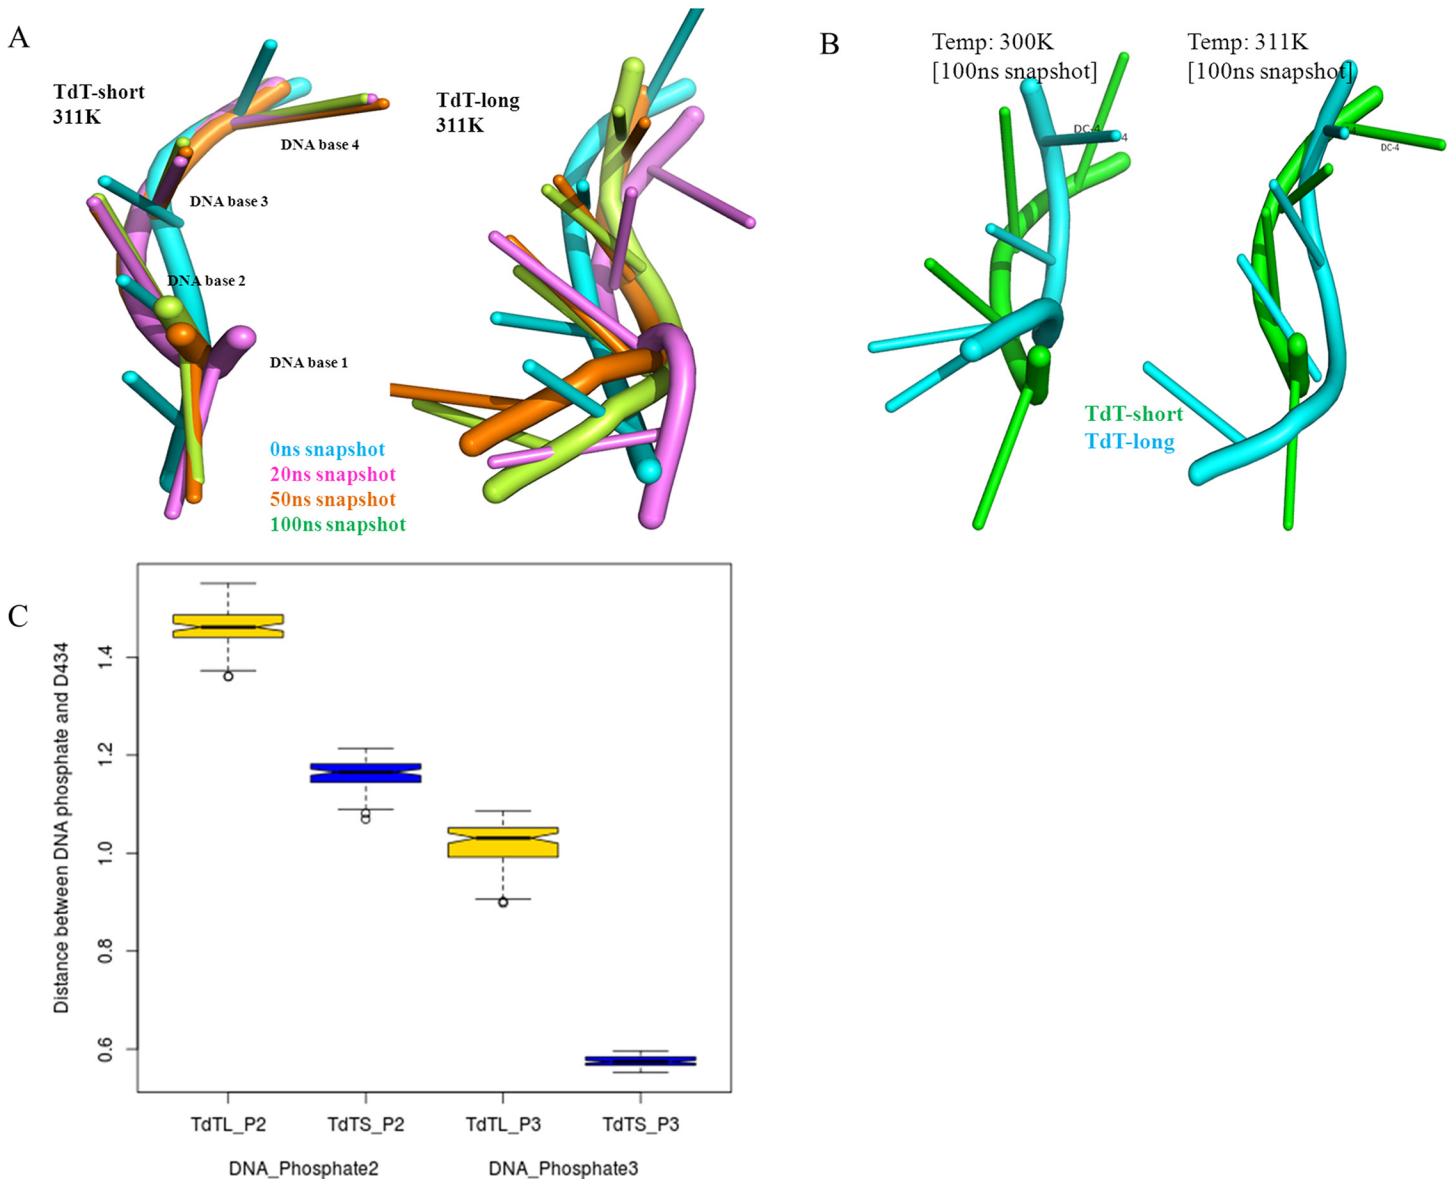 A
TdT-short
311K
DNA base 4
DNA base 3
DNA base 2
DNA base 1
TdT-long
311K
0ns snapshot
20ns snapshot
50ns snapshot
100ns snapshot
B
Temp: 300K
[100ns snapshot]
DC-4
4
Temp: 311K
[100ns snapshot]
DC-4
TdT-short
TdT-long
C
Distance between DNA phosphate and D434
1.4
1.2
1.0
0.8
0.6
TdTL_P2
TdTS_P2
TdTL_P3
TdTS_P3
DNA_Phosphate2
DNA_Phosphate3